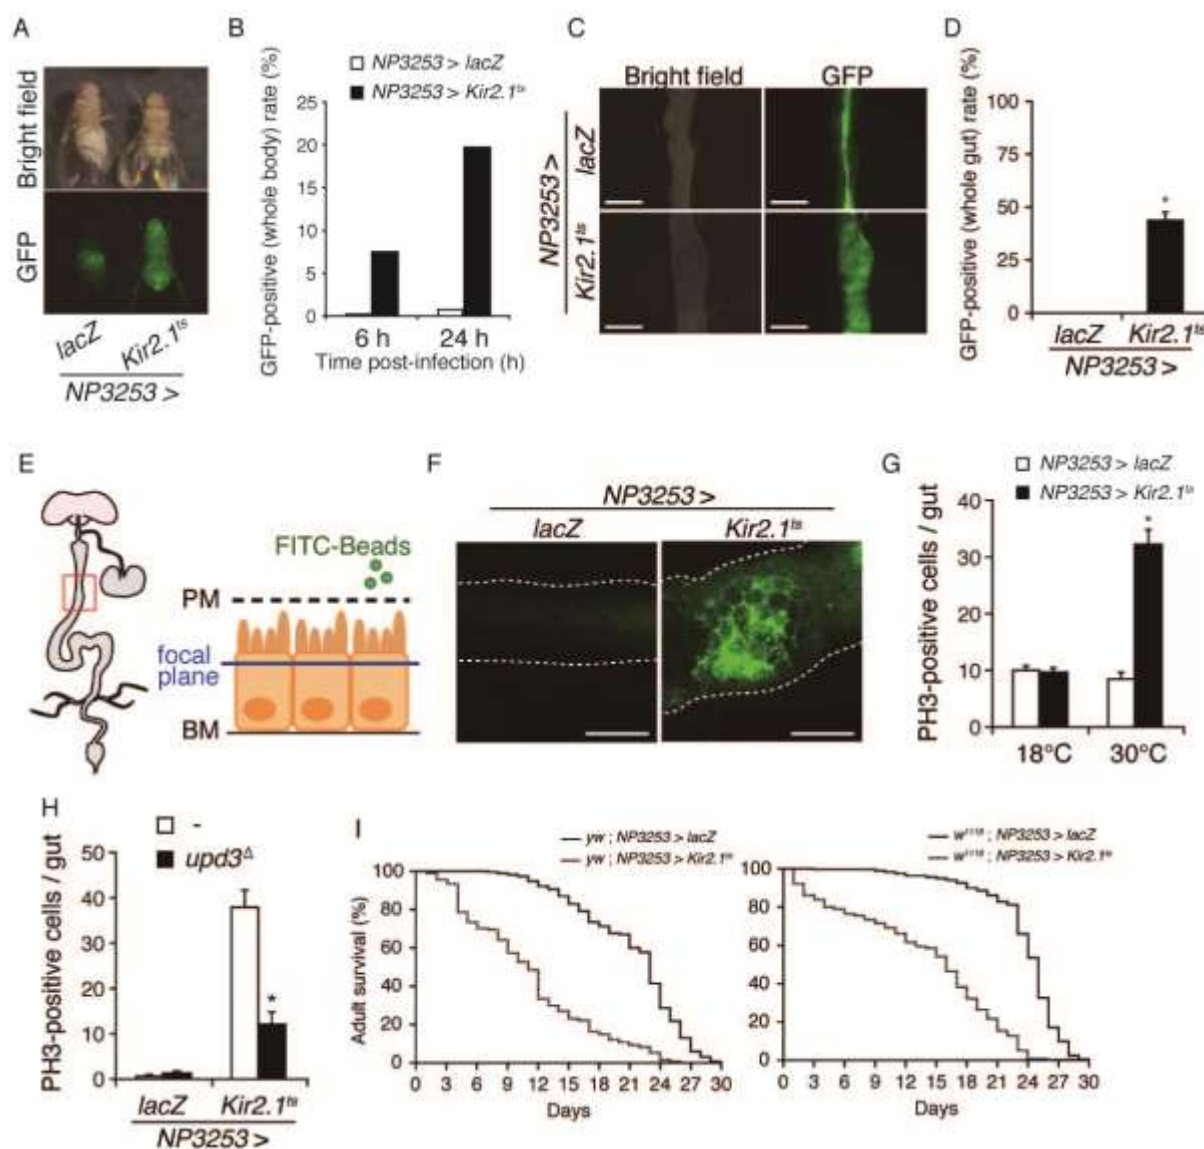 A
Bright field
GFP
lacZ
Kir2.1ts
NP3253 >
B
GFP-positive (whole body) rate (%)
NP3253 > lacZ
NP3253 > Kir2.1ts
25
20
15
10
5
0
6 h
24 h
Time post-infection (h)
C
Bright field
GFP
NP3253 >
lacZ
Kir2.1ts
D
GFP-positive (whole gut) rate (%)
100
75
50
25
0
*
lacZ
Kir2.1ts
NP3253 >
E
FITC-Beads
PM
focal
plane
BM
F
NP3253 >
lacZ
Kir2.1ts
G
NP3253 > lacZ
NP3253 > Kir2.1ts
PH3-positive cells / gut
40
30
20
10
0
*
18°C
30°C
H
-
upd3Δ
PH3-positive cells / gut
50
40
30
20
10
0
*
lacZ
Kir2.1ts
NP3253 >
I
yw ; NP3253 > lacZ
yw ; NP3253 > Kir2.1ts
Adult survival (%)
100
80
60
40
20
0
0 3 6 9 12 15 18 21 24 27 30
Days
w1118 ; NP3253 > lacZ
w1118 ; NP3253 > Kir2.1ts
100
80
60
40
20
0
0 3 6 9 12 15 18 21 24 27 30
Days